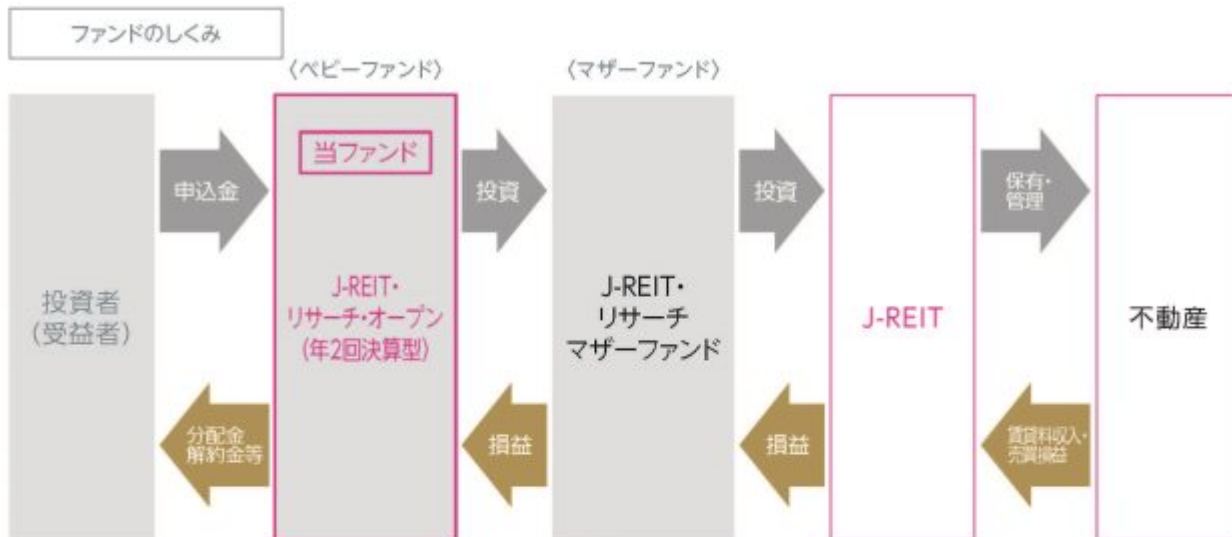 ファンドのしくみ
〈ベビーファンド〉
〈マザーファンド〉
当ファンド
申込金
投資
投資
保有・
管理
投資者
(受益者)
J-REIT・
リサーチ・オープン
(年2回決算型)
J-REIT・
リサーチ
マザーファンド
J-REIT
不動産
分配金
解約金等
損益
損益
賃貸料収入・
売買損益